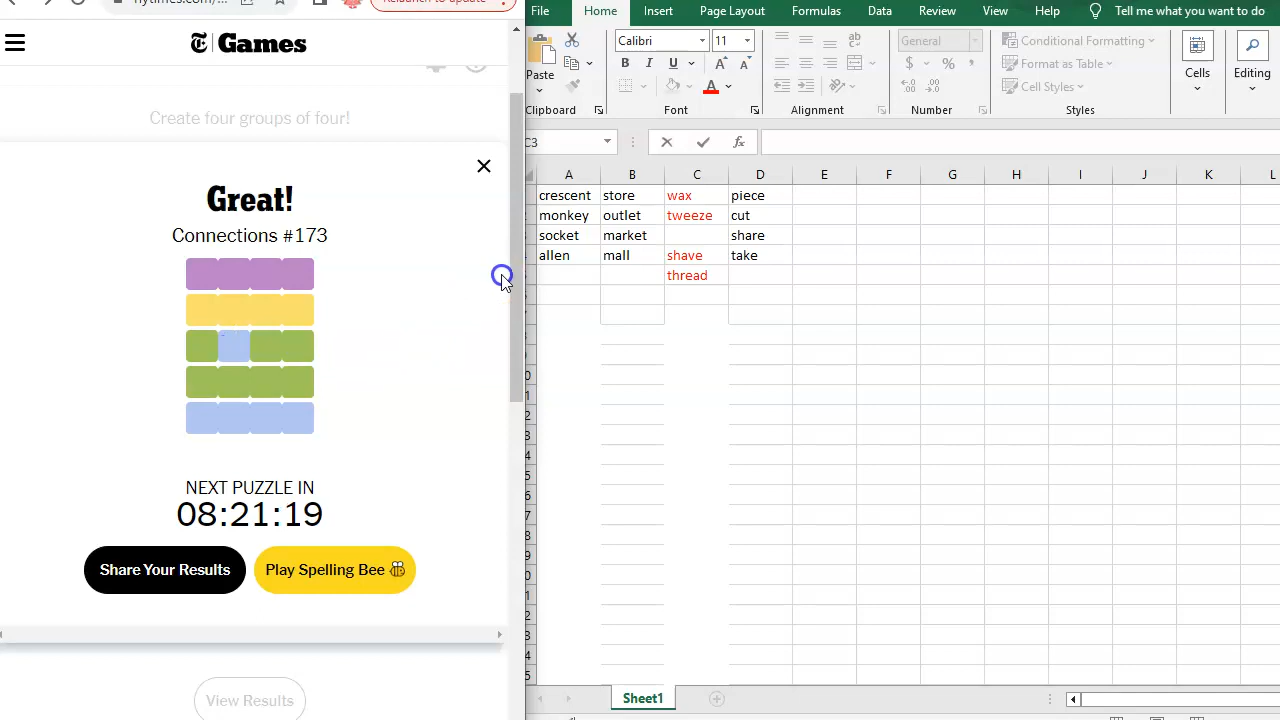 Relaunch to update
File Home Insert Page Layout Formulas Data Review View Help Tell me what you want to do
Games
Calibri 11 General Conditional Formatting
Format as Table
Cell Styles
Paste Cells Editing
B I U A
Clipboard Font Alignment Number Styles
Create four groups of four!
C3 fx
A B C D E F G H I J K L
Great!
Connections #173
NEXT PUZZLE IN
08:21:19
Share Your Results Play Spelling Bee
View Results
crescent store wax piece
monkey outlet tweeze cut
socket market share
allen mall shave take
thread
Sheet1